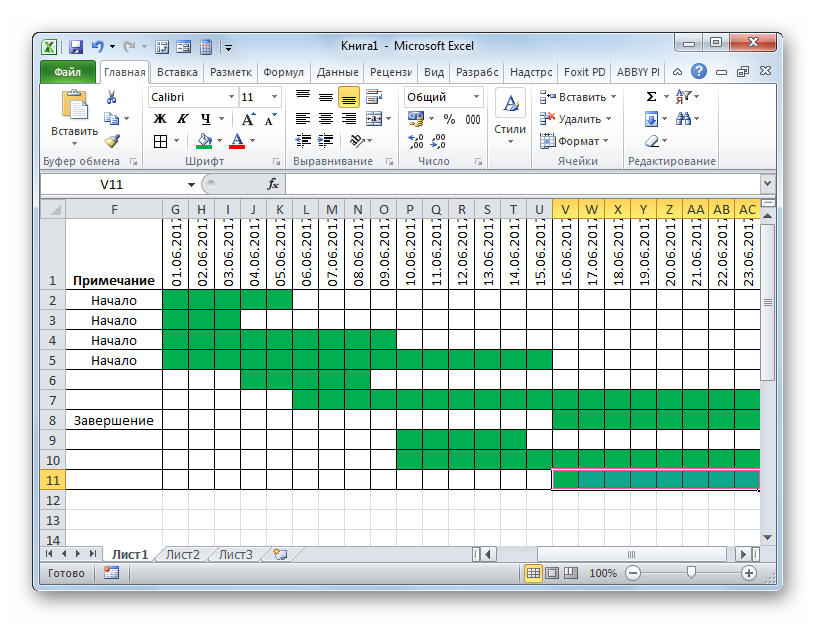 Книга1 - Microsoft Excel
Файл Главная Вставка Разметк Формул Данные Рецензи Вид Разрабс Надстрс Foxit PD ABBYY PI
Calibri 11 Общий Вставить Σ
Вставить Ж К Ч А А % 000 Стили Удалить
А Формат
Буфер обмена Шрифт Выравнивание Число Ячейки Редактирование
V11 fx
F G H I J K L M N O P Q R S T U V W X Y Z AA AB AC
1 Примечание 01.06.201 02.06.201 03.06.201 04.06.201 05.06.201 06.06.201 07.06.201 08.06.201 09.06.201 10.06.201 11.06.201 12.06.201 13.06.201 14.06.201 15.06.201 16.06.201 17.06.201 18.06.201 19.06.201 20.06.201 21.06.201 22.06.201 23.06.201
2 Начало
3 Начало
4 Начало
5 Начало
6
7
8 Завершение
9
10
11
12
13
14
Лист1 Лист2 Лист3
Готово 100%